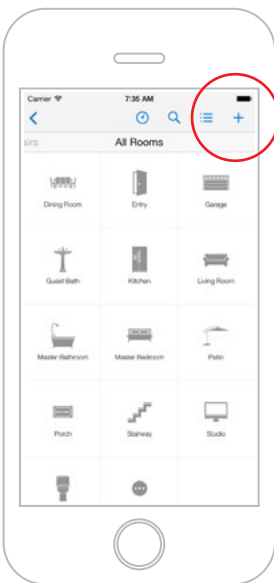 Carrier 7:35 AM
airs All Rooms
Dining Room Entry Garage
Guest Bath Kitchen Living Room
Master Bathroom Master Bedroom Patio
Porch Stairway Studio